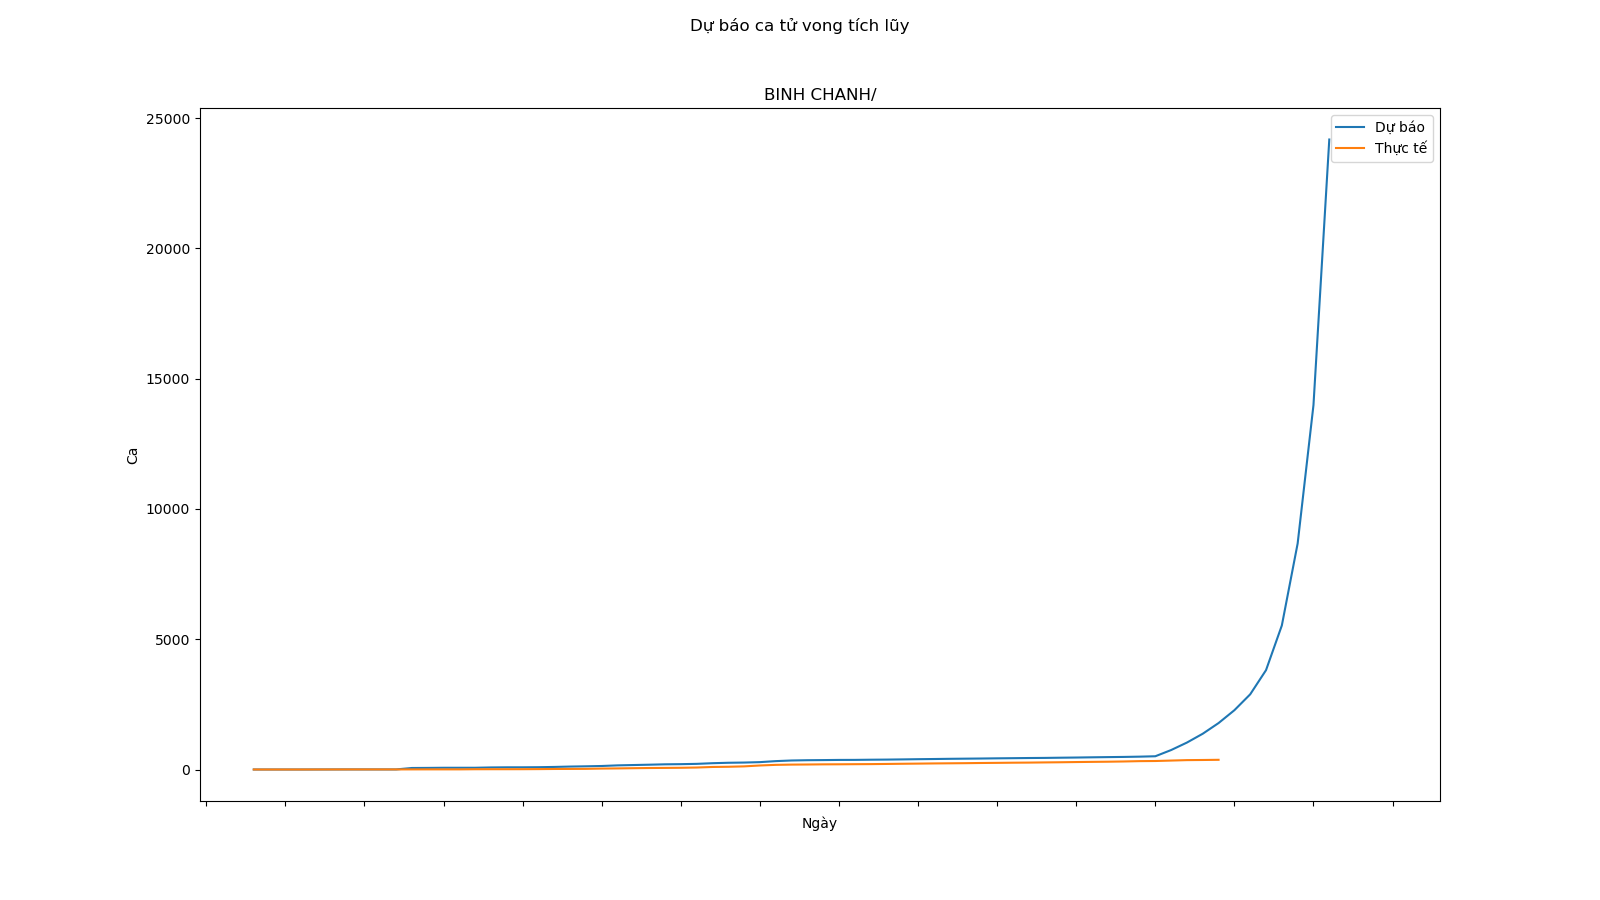 Dự báo ca tử vong tích lũy
BINH CHANH/
25000
20000
15000
10000
5000
0
Ca
Dự báo
Thực tế
Ngày